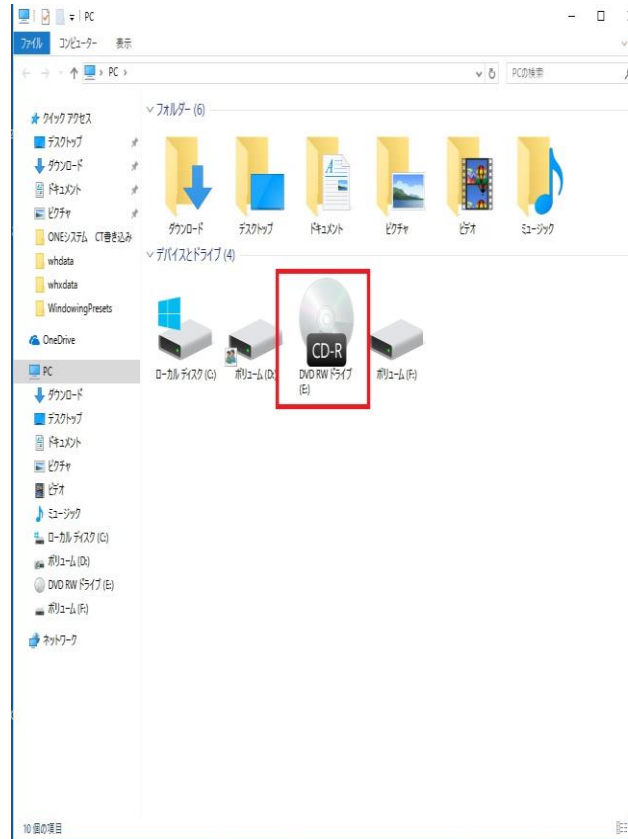 PC
ファイル コンピューター 表示
PC
PCの検索
クイック アクセス
デスクトップ
ダウンロード
ドキュメント
ピクチャ
ONEシステム CT書き込み
whdata
whxdata
WindowingPresets
OneDrive
PC
ダウンロード
デスクトップ
ドキュメント
ピクチャ
ビデオ
ミュージック
ローカル ディスク (C:)
ボリューム (D:)
DVD RW ドライブ (E:)
ボリューム (F:)
ネットワーク
フォルダー (6)
ダウンロード
デスクトップ
ドキュメント
ピクチャ
ビデオ
ミュージック
デバイスとドライブ (4)
ローカル ディスク (C:)
ボリューム (D:)
CD-R
DVD RW ドライブ
(E:)
ボリューム (F:)
10 個の項目